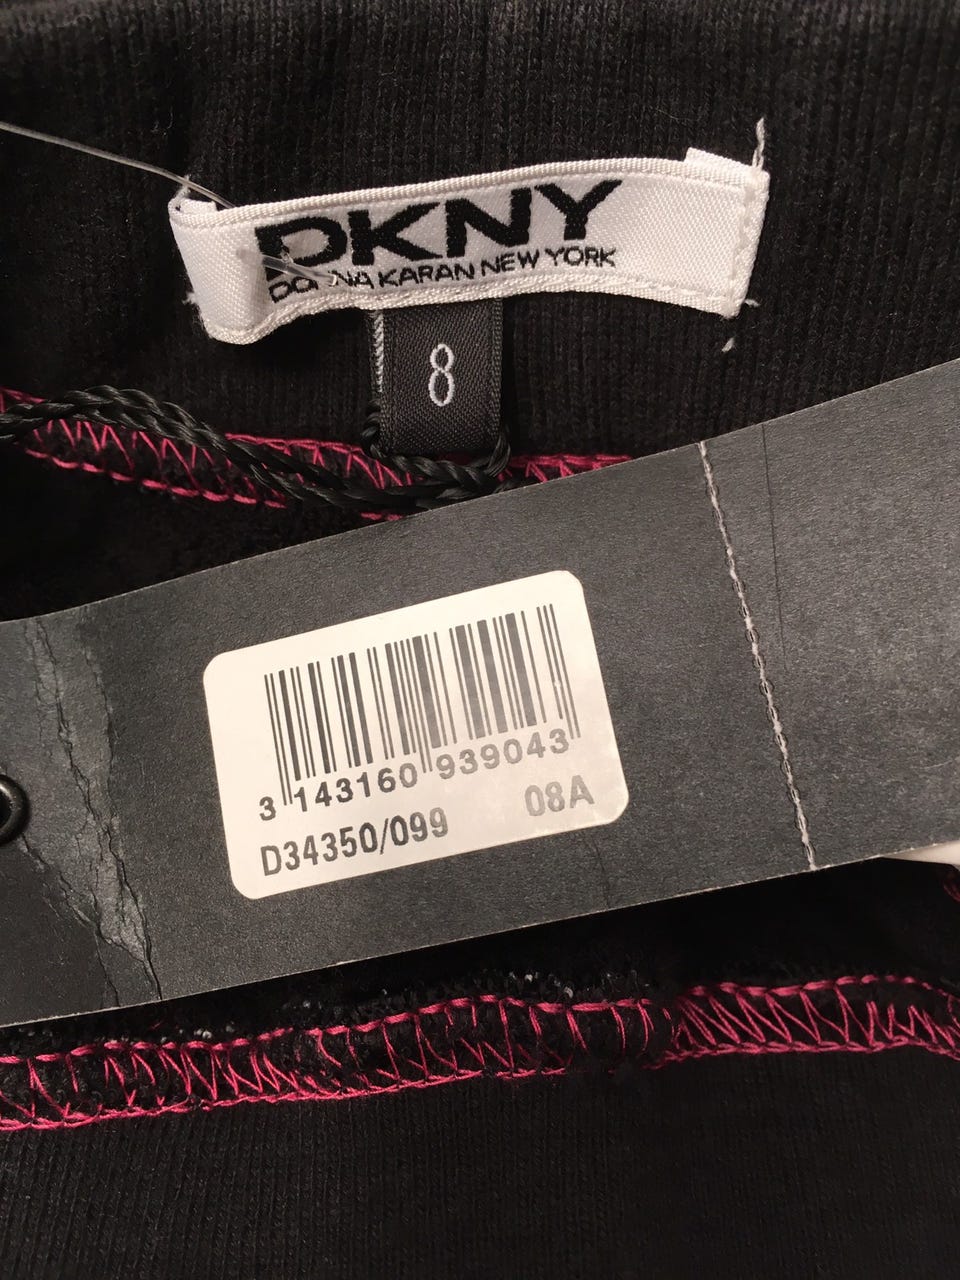 DKNY
DONNA KARAN NEW YORK
8
3 143160 939043
D34350/099 08A